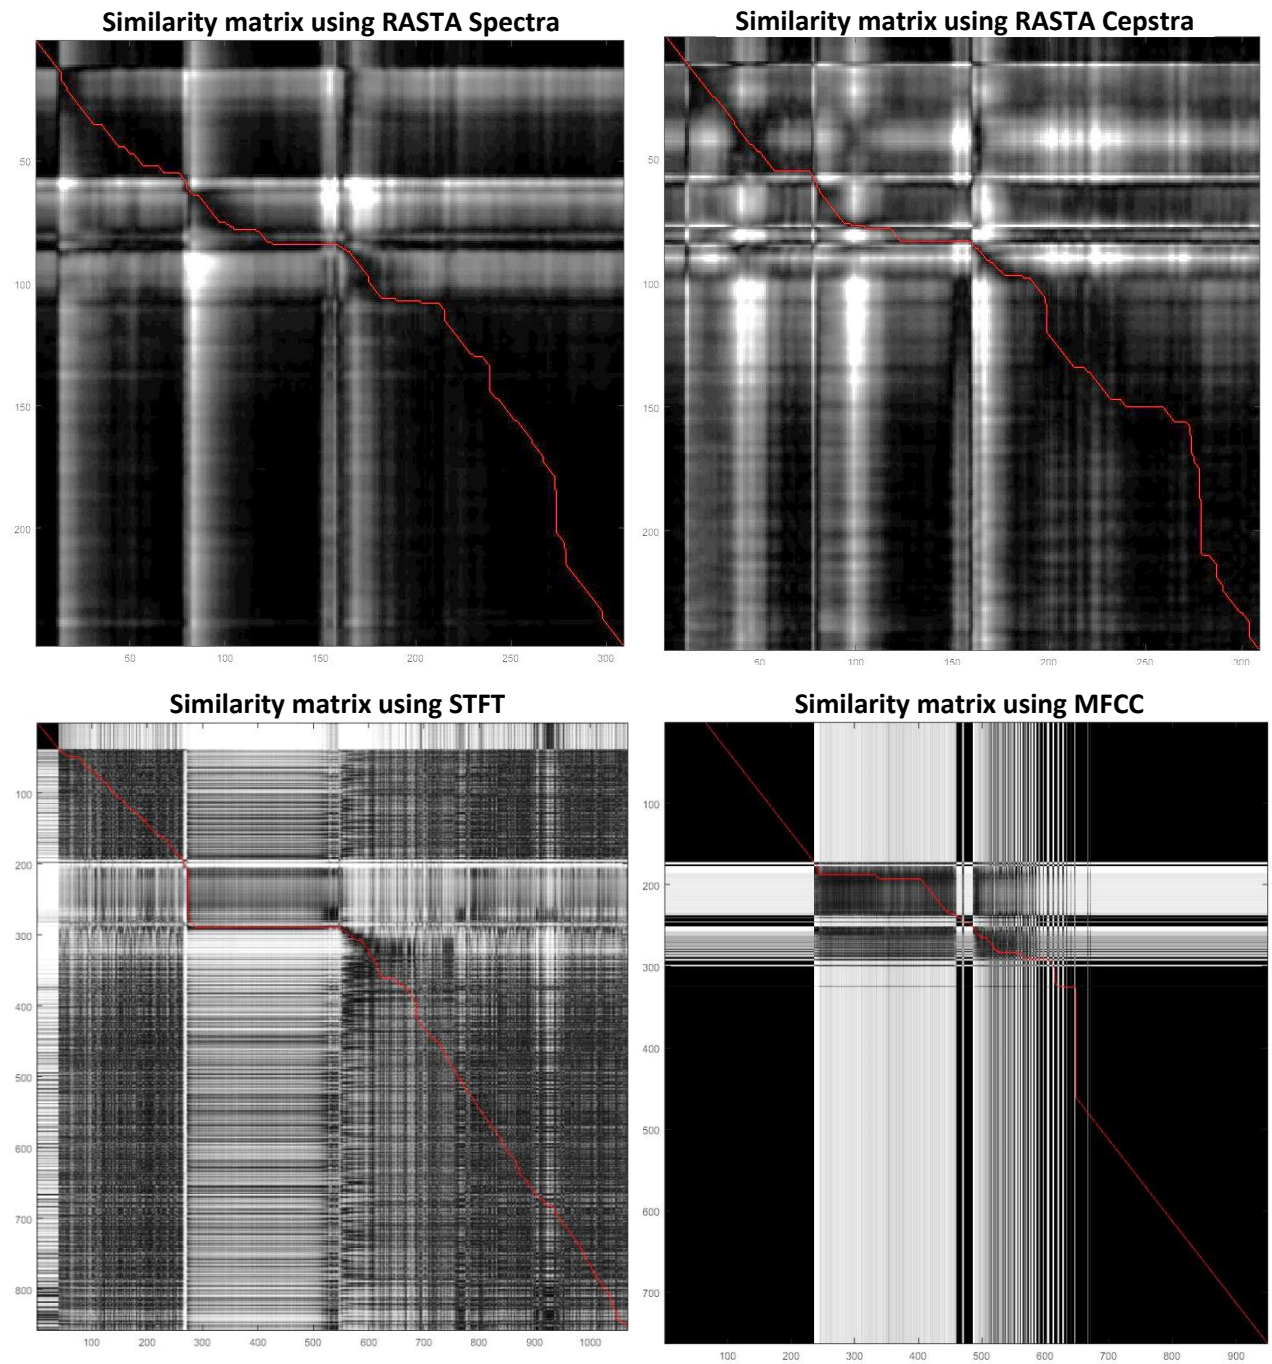 Similarity matrix using RASTA Spectra
Similarity matrix using RASTA Cepstra
50
100
150
200
50 100 150 200 250 300
50
100
150
200
50 100 150 200 250 300
Similarity matrix using STFT
Similarity matrix using MFCC
100
200
300
400
500
600
700
800
100 200 300 400 500 600 700 800 900 1000
100
200
300
400
500
600
700
100 200 300 400 500 600 700 800 900